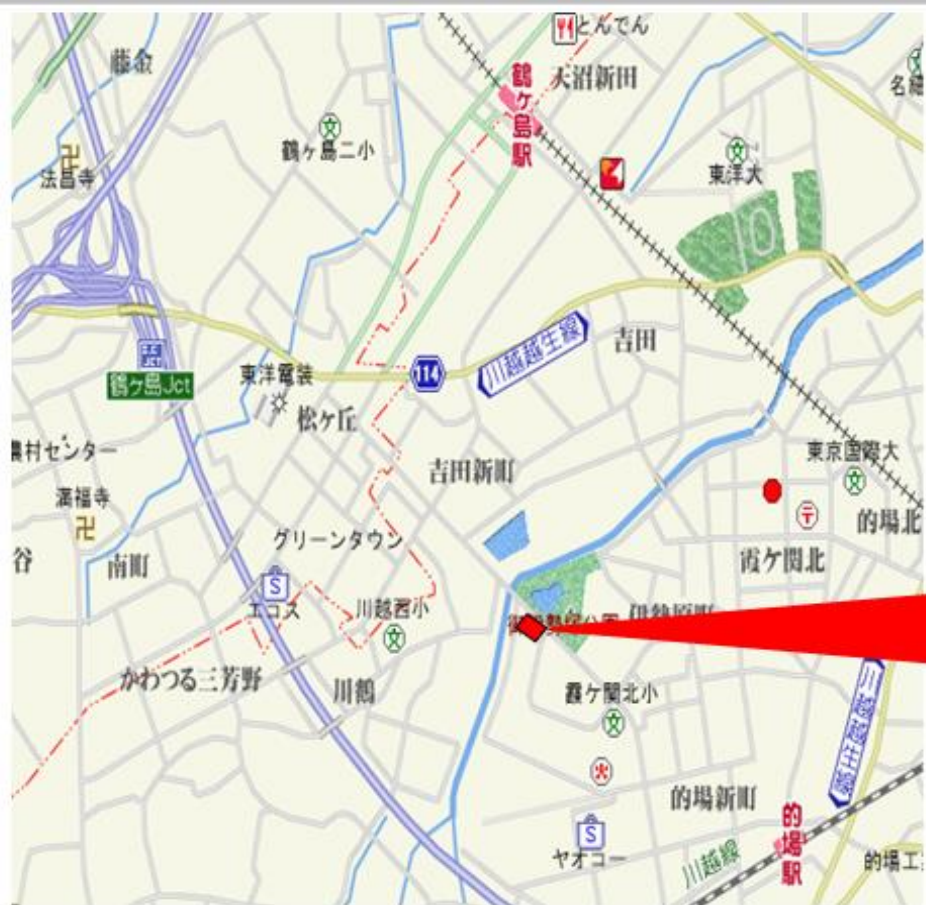 とんでん
藤金
鶴ヶ島駅
天沼新田
名細
鶴ヶ島二小
法昌寺
東洋大
吉田
川越越生線
114
鶴ヶ島Jct
東洋電装
松ヶ丘
農村センター
吉田新町
東京国際大
満福寺
グリーンタウン
的場北
谷
南町
霞ケ関北
エコス
川越西小
かわつる三芳野
川鶴
霞ケ関北小
川越越生線
的場新町
的場駅
ヤオコー
川越線
的場工